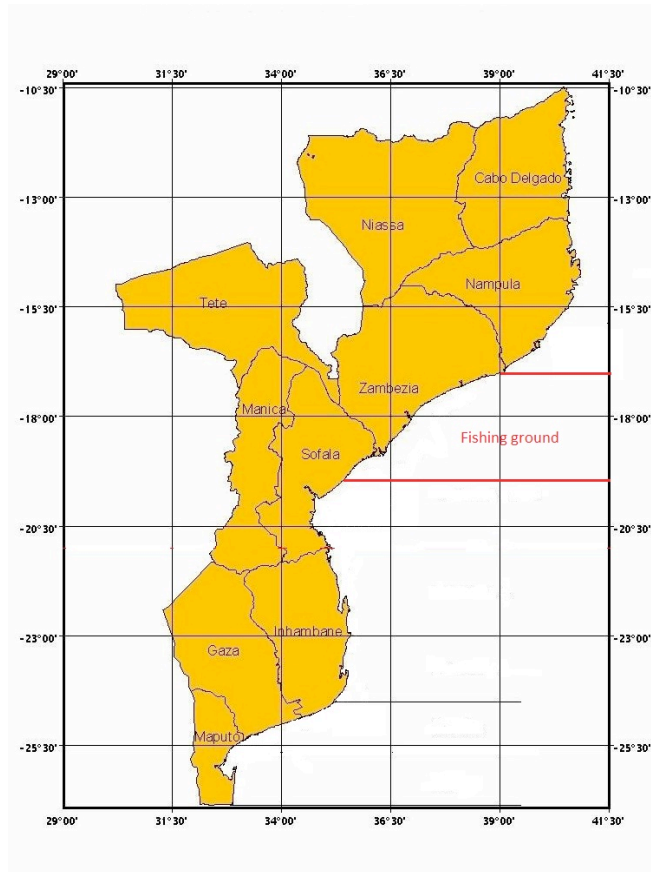 29°00' 31°30' 34°00' 36°30' 39°00' 41°30'
-10°30' -10°30'
Cabo Delgado
-13°00' -13°00'
Niassa
Nampula
Tete
-15°30' -15°30'
Zambezia
Manica
-18°00' -18°00'
Fishing ground
Sofala
-20°30' -20°30'
Inhambane
-23°00' -23°00'
Gaza
Maputo
-25°30' -25°30'
29°00' 31°30' 34°00' 36°30' 39°00' 41°30'